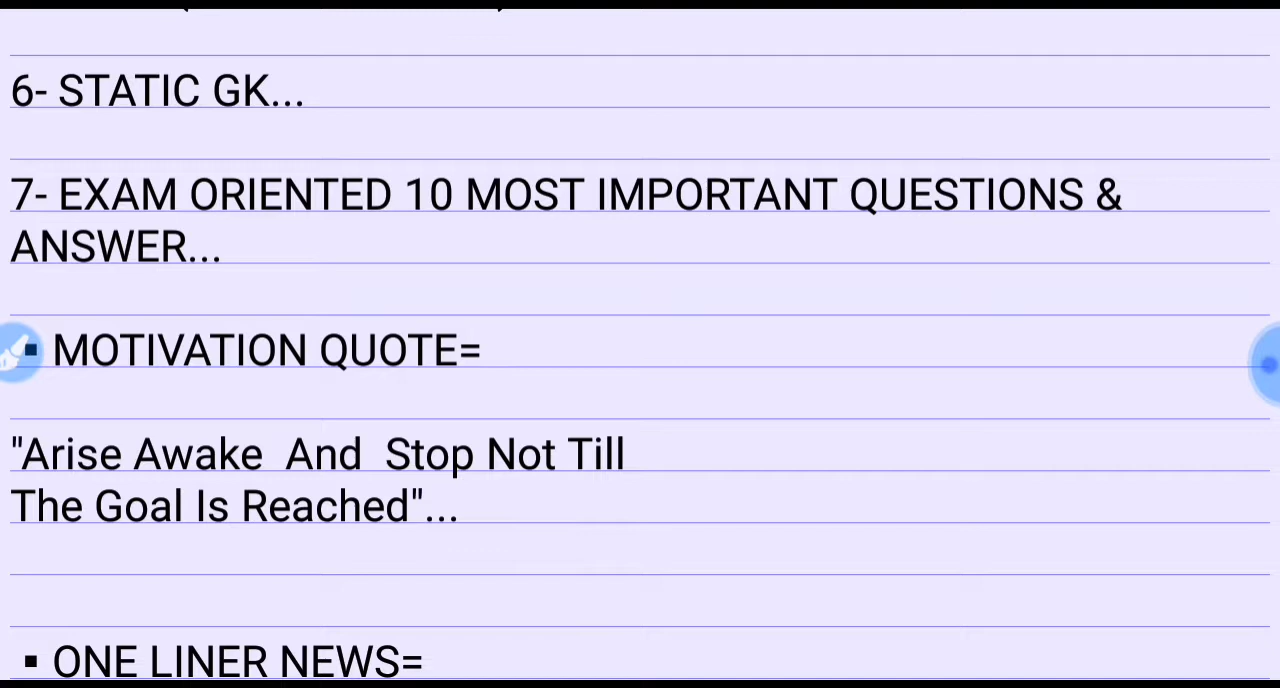 6- STATIC GK...
7- EXAM ORIENTED 10 MOST IMPORTANT QUESTIONS &
ANSWER...
▪ MOTIVATION QUOTE=
"Arise Awake  And  Stop Not Till
The Goal Is Reached"...
▪ ONE LINER NEWS=